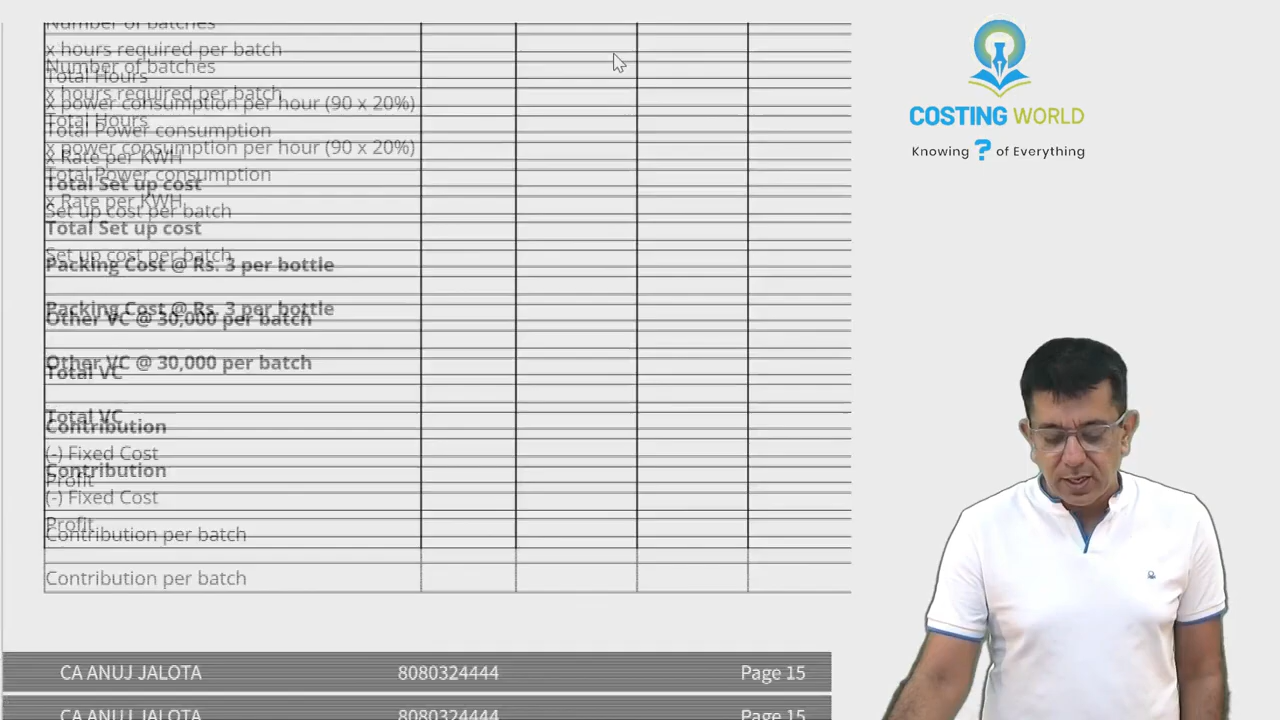 Number of batches
x hours required per batch
Number of batches
Total Hours
x hours required per batch
x power consumption per hour (90 x 20%)
Total Hours
Total Power consumption
x power consumption per hour (90 x 20%)
x Rate per KWH
Total Power consumption
Total Set up cost
x Rate per KWH
Set up cost per batch
Total Set up cost
Set up cost per batch
Packing Cost @ Rs. 3 per bottle
Packing Cost @ Rs. 3 per bottle
Other VC @ 30,000 per batch
Other VC @ 30,000 per batch
Total VC
Total VC
Contribution
(-) Fixed Cost
Contribution
Profit
(-) Fixed Cost
Profit
Contribution per batch
Contribution per batch
CA ANUJ JALOTA 8080324444 Page 15
CA ANUJ JALOTA 8080324444 Page 15
COSTING WORLD
Knowing ? of Everything